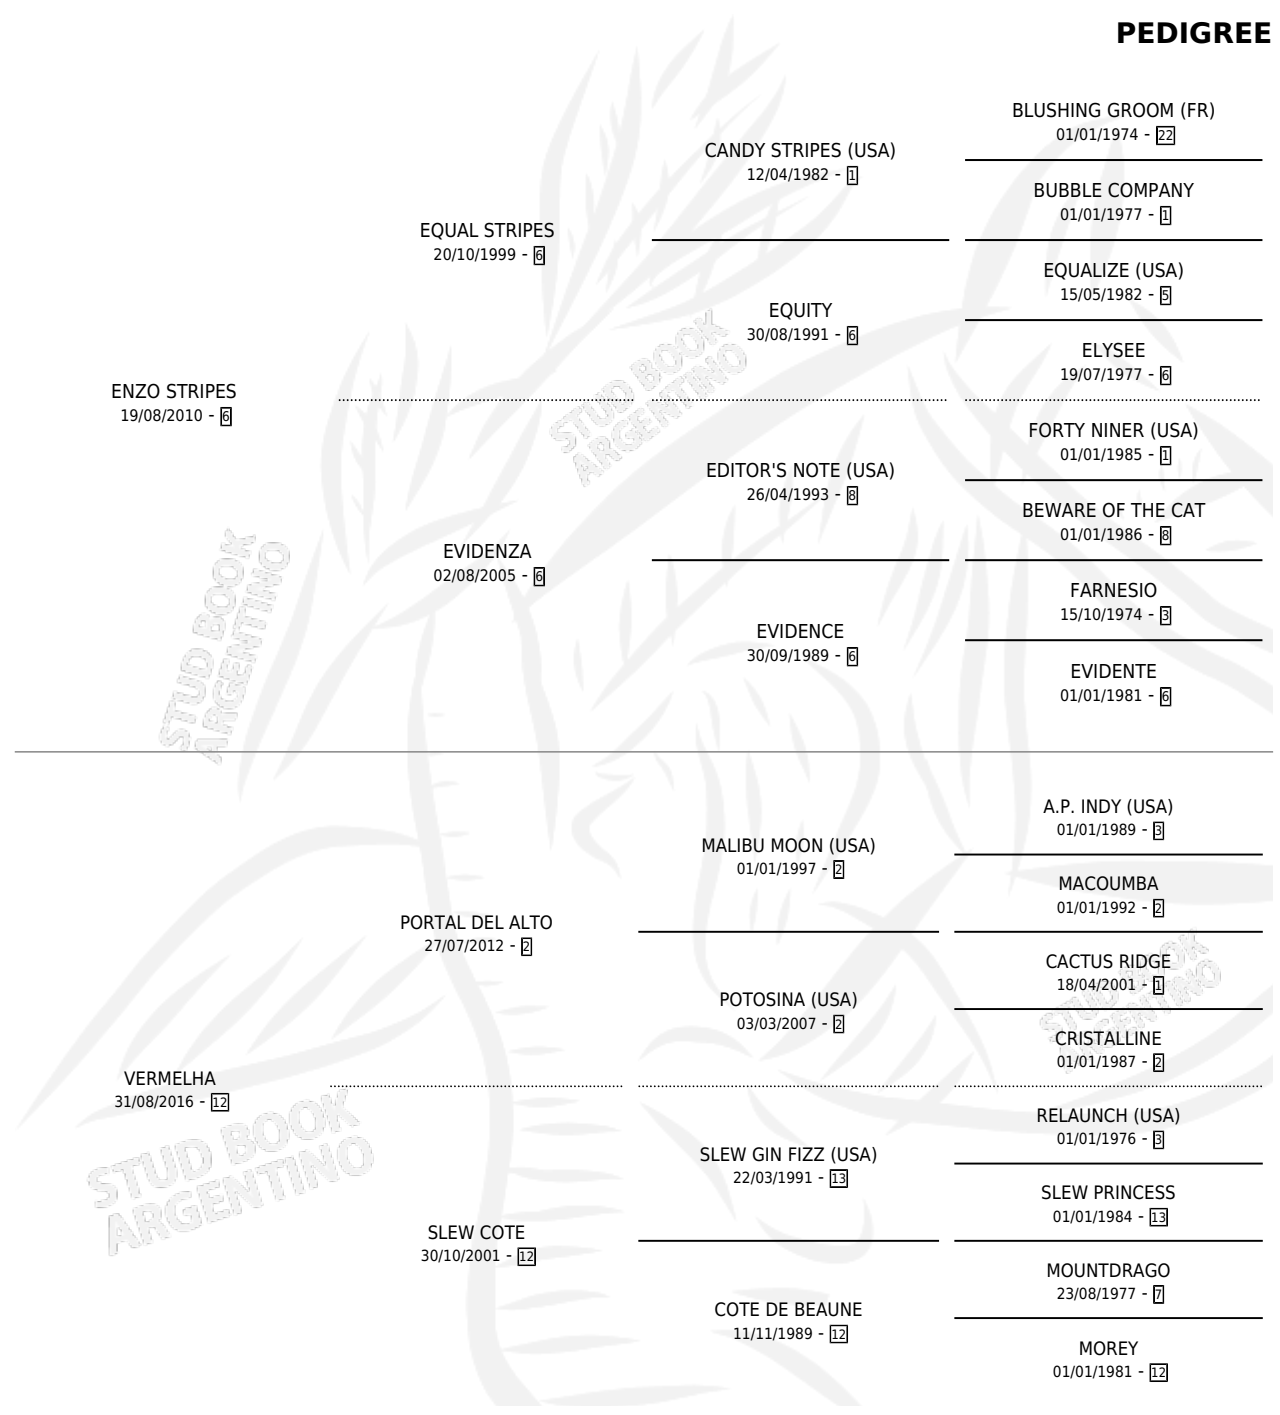 PEDIGREE
BLUSHING GROOM (FR)
01/01/1974 - 22
CANDY STRIPES (USA)
12/04/1982 - 1
BUBBLE COMPANY
01/01/1977 - 1
EQUAL STRIPES
20/10/1999 - 6
EQUALIZE (USA)
15/05/1982 - 5
EQUITY
30/08/1991 - 6
ELYSEE
19/07/1977 - 6
ENZO STRIPES
19/08/2010 - 6
FORTY NINER (USA)
01/01/1985 - 1
EDITOR'S NOTE (USA)
26/04/1993 - 8
BEWARE OF THE CAT
01/01/1986 - 8
EVIDENZA
02/08/2005 - 6
FARNESIO
15/10/1974 - 3
EVIDENCE
30/09/1989 - 6
EVIDENTE
01/01/1981 - 6
A.P. INDY (USA)
01/01/1989 - 3
MALIBU MOON (USA)
01/01/1997 - 2
MACOUMBA
01/01/1992 - 2
PORTAL DEL ALTO
27/07/2012 - 2
CACTUS RIDGE
18/04/2001 - 1
POTOSINA (USA)
03/03/2007 - 2
CRISTALLINE
01/01/1987 - 2
VERMELHA
31/08/2016 - 12
RELAUNCH (USA)
01/01/1976 - 3
SLEW GIN FIZZ (USA)
22/03/1991 - 13
SLEW PRINCESS
01/01/1984 - 13
SLEW COTE
30/10/2001 - 12
MOUNTDRAGO
23/08/1977 - 7
COTE DE BEAUNE
11/11/1989 - 12
MOREY
01/01/1981 - 12
STUD BOOK
ARGENTINO
STUD BOOK
ARGENTINO
STUD BOOK
ARGENTINO
STUD BOOK
ARGENTINO